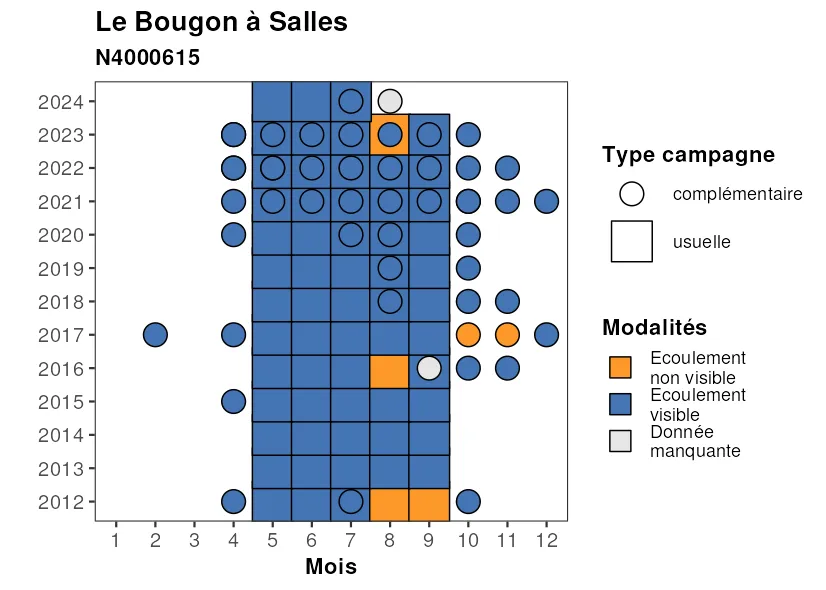 Le Bougon à Salles
N4000615
2024
2023
2022
2021
2020
2019
2018
2017
2016
2015
2014
2013
2012
1 2 3 4 5 6 7 8 9 10 11 12
Mois
Type campagne
complémentaire
usuelle
Modalités
Ecoulement
non visible
Ecoulement
visible
Donnée
manquante